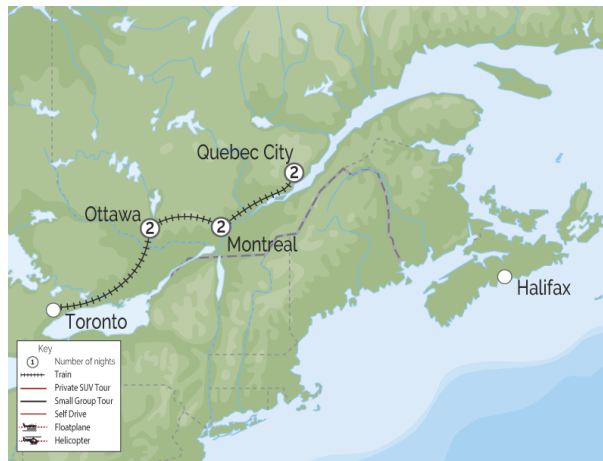 Quebec City
2
Ottawa
2
2
Montreal
Halifax
Toronto
Key
1 Number of nights
Train
Private SUV Tour
Small Group Tour
Self Drive
Floatplane
Helicopter